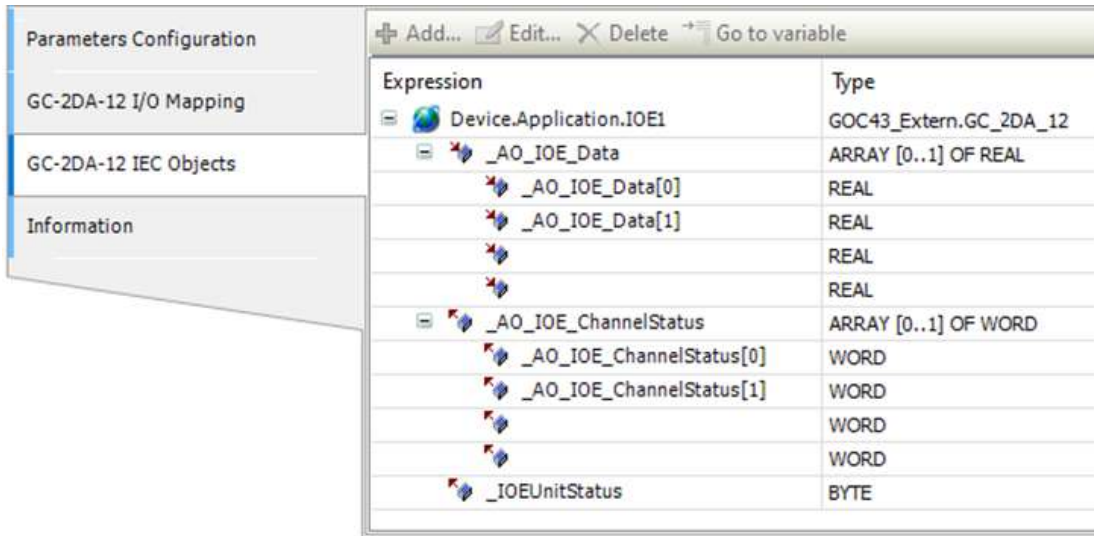 Parameters Configuration
GC-2DA-12 I/O Mapping
GC-2DA-12 IEC Objects
Information
Add... Edit... Delete Go to variable
Expression Type
Device.Application.IOE1 GOC43_Extern.GC_2DA_12
_AO_IOE_Data ARRAY [0..1] OF REAL
_AO_IOE_Data[0] REAL
_AO_IOE_Data[1] REAL
REAL
REAL
_AO_IOE_ChannelStatus ARRAY [0..1] OF WORD
_AO_IOE_ChannelStatus[0] WORD
_AO_IOE_ChannelStatus[1] WORD
WORD
WORD
_IOEUnitStatus BYTE